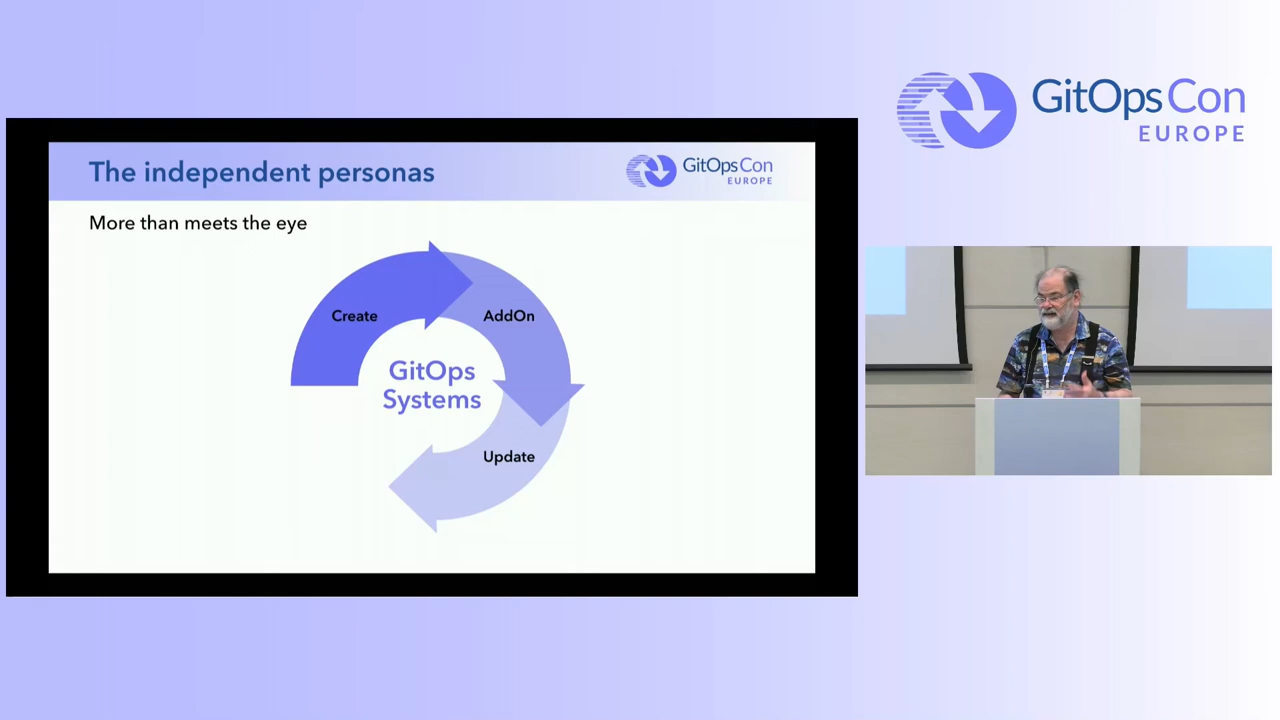 The independent personas
GitOps Con
EUROPE
More than meets the eye
Create
AddOn
GitOps
Systems
Update
GitOps Con
EUROPE